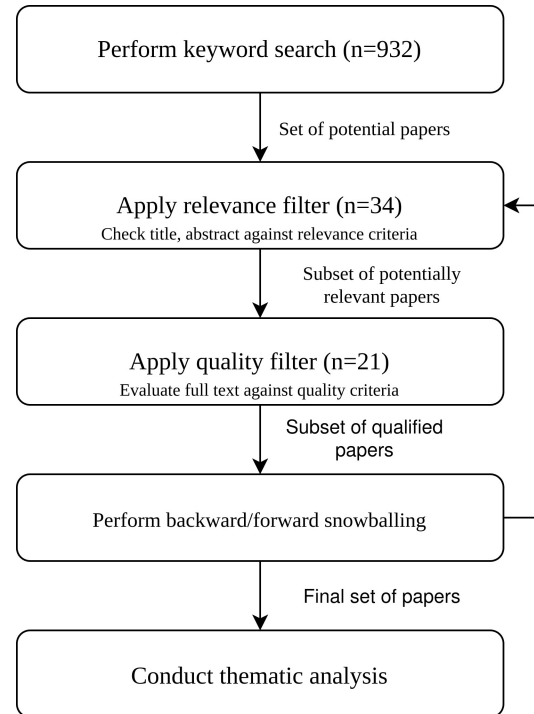 Perform keyword search (n=932)
Set of potential papers
Apply relevance filter (n=34)
Check title, abstract against relevance criteria
Subset of potentially
relevant papers
Apply quality filter (n=21)
Evaluate full text against quality criteria
Subset of qualified
papers
Perform backward/forward snowballing
Final set of papers
Conduct thematic analysis